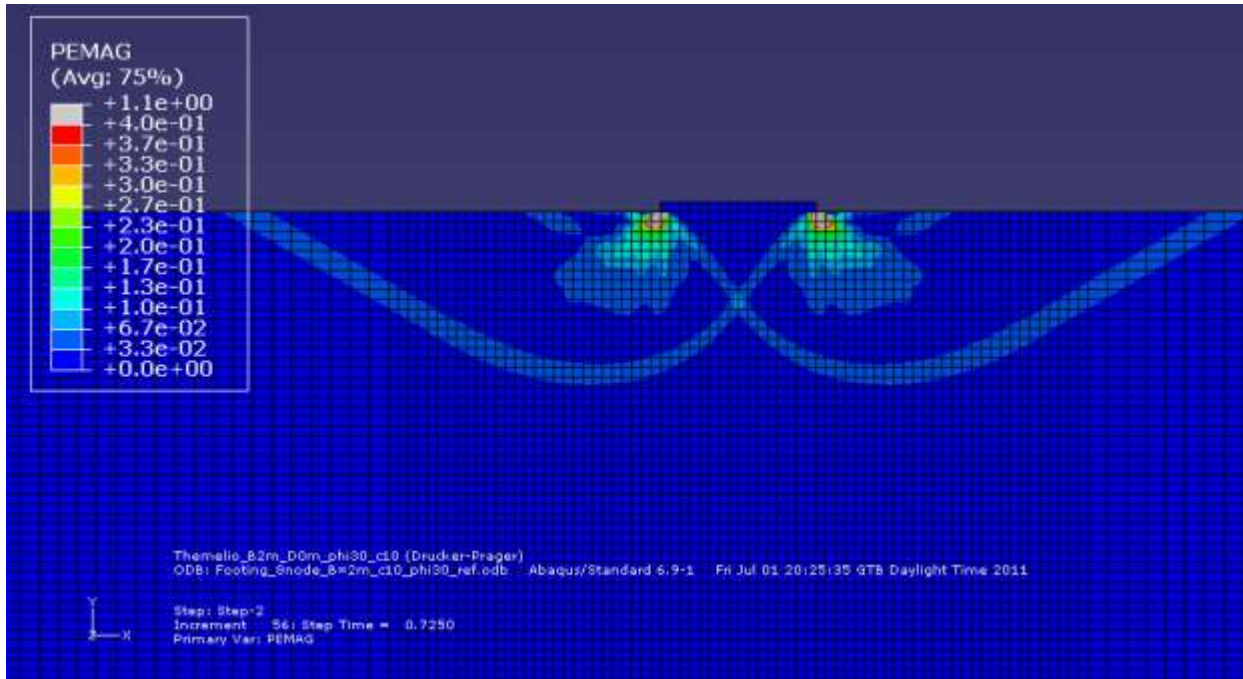 PEMAG
(Avg: 75%)
+1.1e+00
+4.0e-01
+3.7e-01
+3.3e-01
+3.0e-01
+2.7e-01
+2.3e-01
+2.0e-01
+1.7e-01
+1.3e-01
+1.0e-01
+6.7e-02
+3.3e-02
+0.0e+00
Themelio_B2m_D0m_phi30_c10 (Drucker-Prager)
ODB: Footing_8node_B=2m_c10_phi30_ref.odb Abaqus/Standard 6.9-1 Fri Jul 01 20:25:35 GTB Daylight Time 2011
Y
Z X
Step: Step-2
Increment 56: Step Time = 0.7250
Primary Var: PEMAG